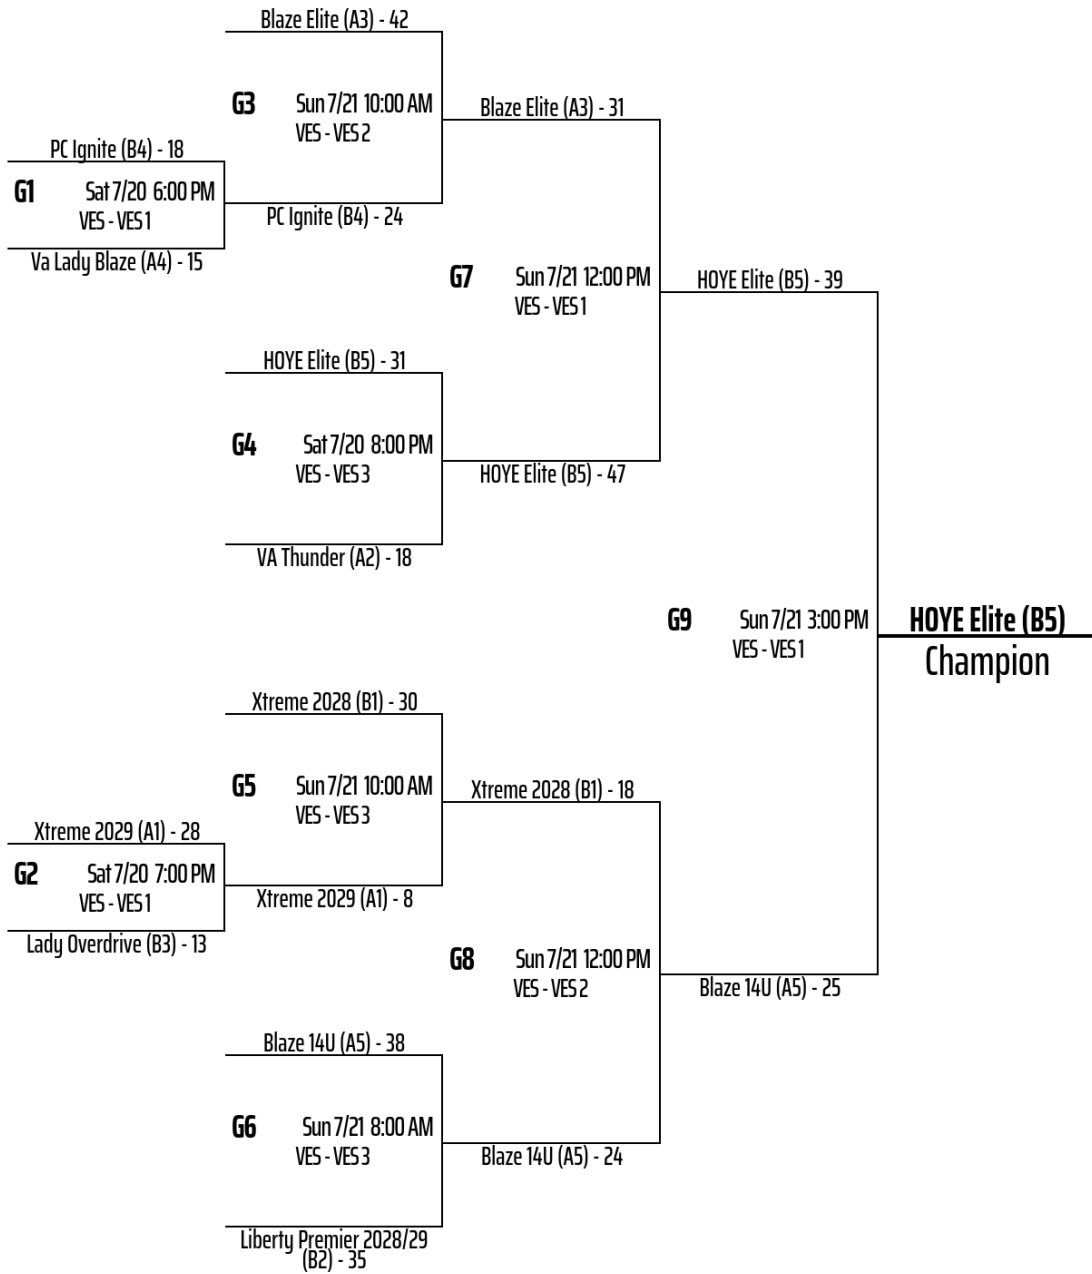 Blaze Elite (A3) - 42
G3 Sun 7/21 10:00 AM
VES - VES 2
Blaze Elite (A3) - 31
PC Ignite (B4) - 18
G1 Sat 7/20 6:00 PM
VES - VES 1
PC Ignite (B4) - 24
Va Lady Blaze (A4) - 15
G7 Sun 7/21 12:00 PM
VES - VES 1
HOYE Elite (B5) - 39
HOYE Elite (B5) - 31
G4 Sat 7/20 8:00 PM
VES - VES 3
HOYE Elite (B5) - 47
VA Thunder (A2) - 18
G9 Sun 7/21 3:00 PM
VES - VES 1
HOYE Elite (B5)
Champion
Xtreme 2028 (B1) - 30
G5 Sun 7/21 10:00 AM
VES - VES 3
Xtreme 2028 (B1) - 18
Xtreme 2029 (A1) - 28
G2 Sat 7/20 7:00 PM
VES - VES 1
Xtreme 2029 (A1) - 8
Lady Overdrive (B3) - 13
G8 Sun 7/21 12:00 PM
VES - VES 2
Blaze 14U (A5) - 25
Blaze 14U (A5) - 38
G6 Sun 7/21 8:00 AM
VES - VES 3
Blaze 14U (A5) - 24
Liberty Premier 2028/29
(B2) - 35